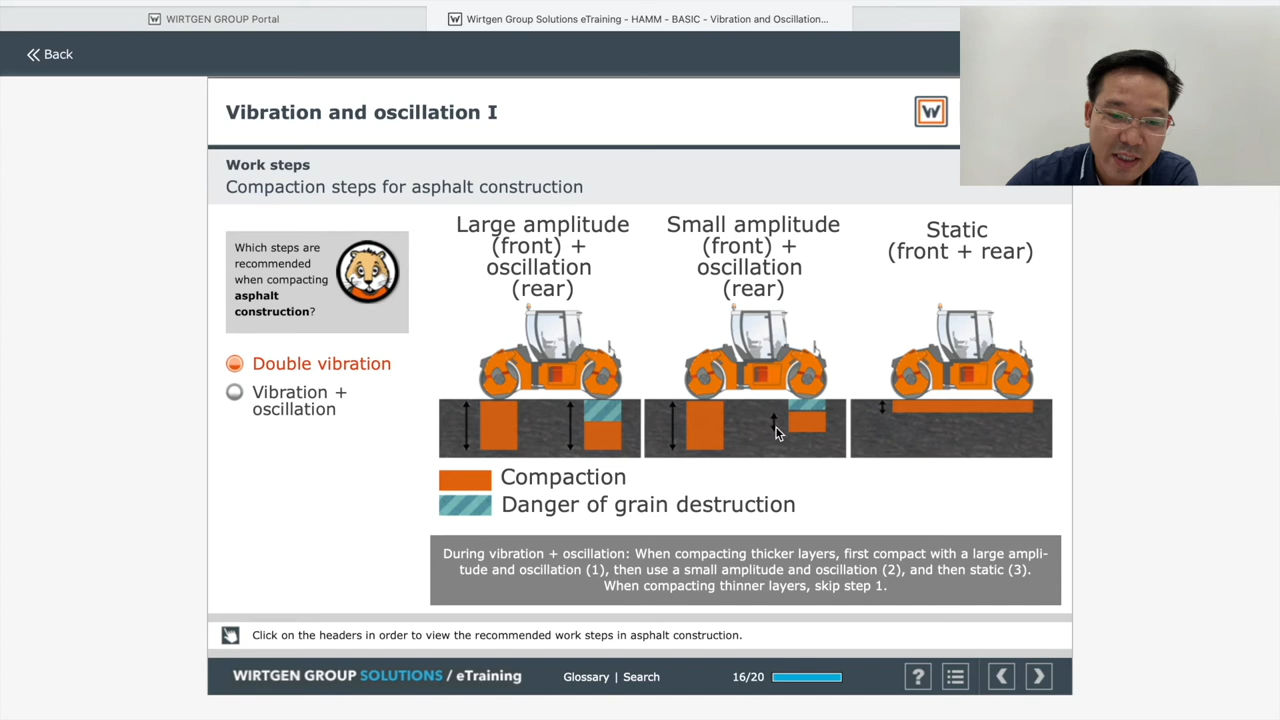 WIRTGEN GROUP Portal
Wirtgen Group Solutions eTraining - HAMM - BASIC - Vibration and Oscillation...
Back
Vibration and oscillation I
W
Work steps
Compaction steps for asphalt construction
Which steps are
recommended
when compacting
asphalt
construction?
Double vibration
Vibration +
oscillation
Large amplitude
(front) +
oscillation
(rear)
Small amplitude
(front) +
oscillation
(rear)
Static
(front + rear)
Compaction
Danger of grain destruction
During vibration + oscillation: When compacting thicker layers, first compact with a large ampli-
tude and oscillation (1), then use a small amplitude and oscillation (2), and then static (3).
When compacting thinner layers, skip step 1.
Click on the headers in order to view the recommended work steps in asphalt construction.
WIRTGEN GROUP SOLUTIONS / eTraining
Glossary | Search
16/20
?